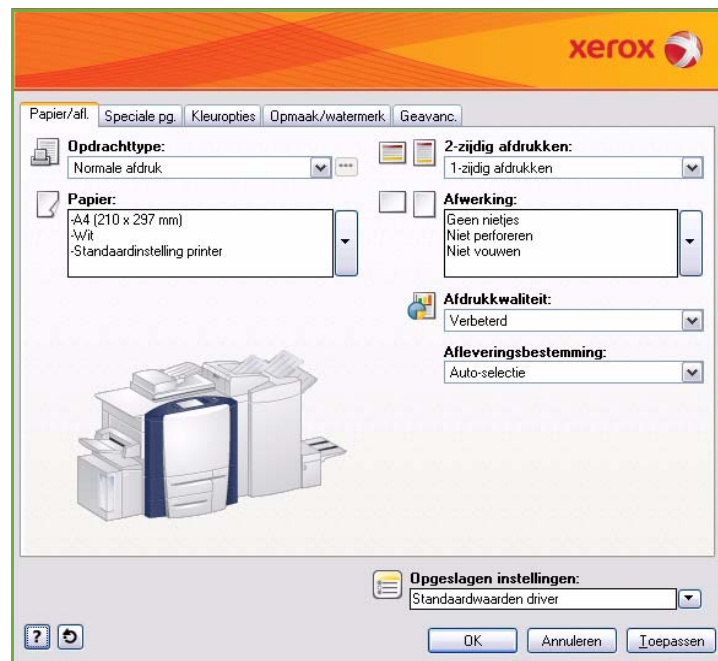 xerox
Papier/afl. Speciale pg. Kleuropties Opmaak/watermerk Geavanc.
Opdrachttype:
Normale afdruk
Papier:
-A4 (210 x 297 mm)
-Wit
-Standaardinstelling printer
2-zijdig afdrukken:
1-zijdig afdrukken
Afwerking:
Geen nietjes
Niet perforeren
Niet vouwen
Afdrukkwaliteit:
Verbeterd
Afleveringsbestemming:
Auto-selectie
Opgeslagen instellingen:
Standaardwaarden driver
? OK Annuleren Toepassen